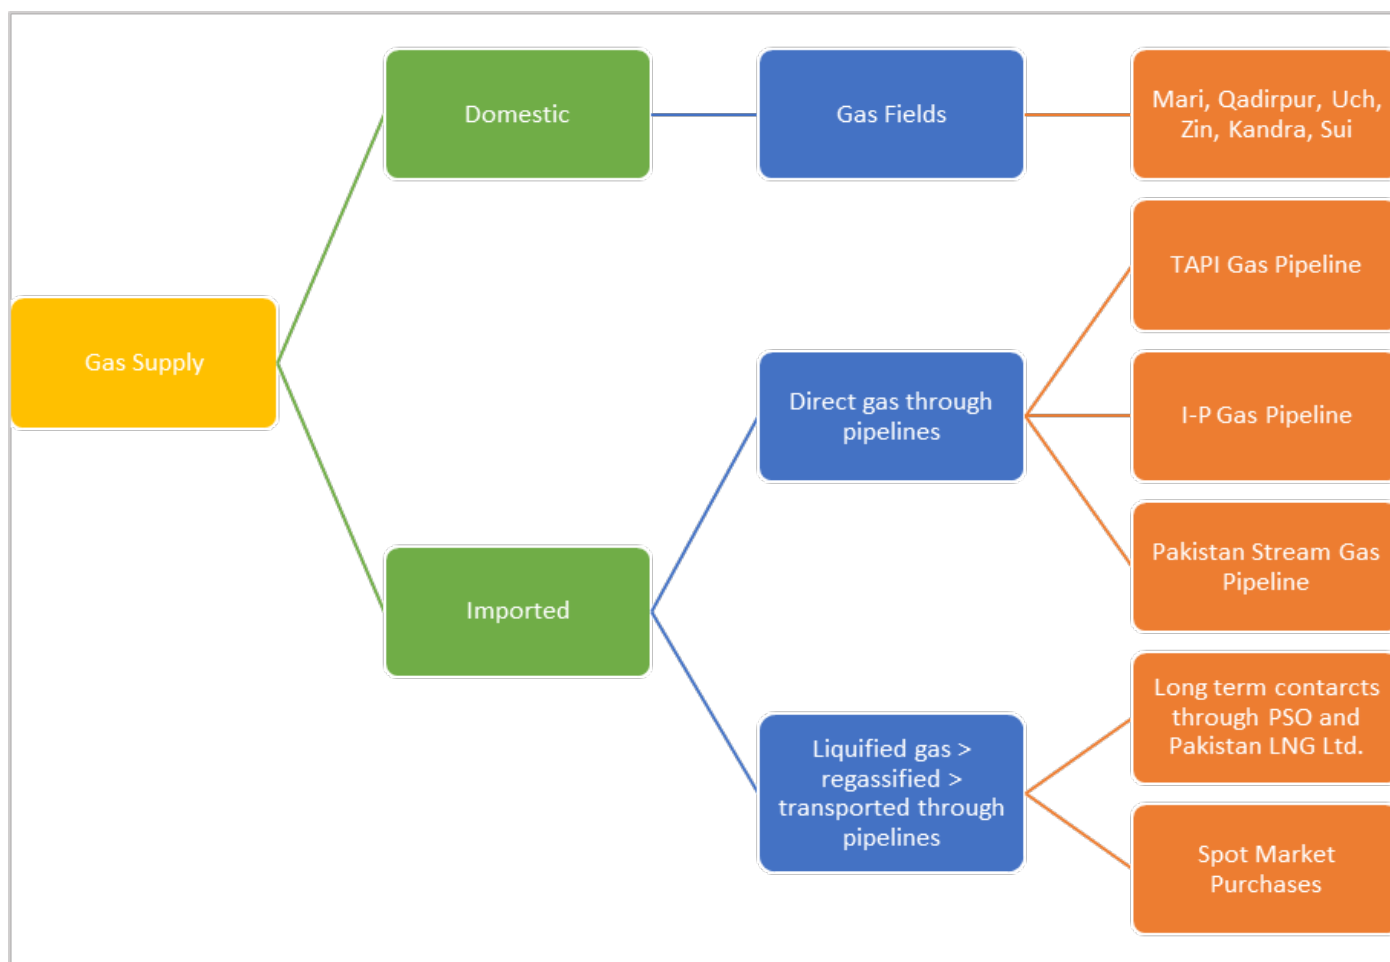 Domestic
Gas Fields
Mari, Qadirpur, Uch,
Zin, Kandra, Sui
TAPI Gas Pipeline
Gas Supply
Direct gas through
pipelines
I-P Gas Pipeline
Pakistan Stream Gas
Pipeline
Imported
Long term contarcts
through PSO and
Pakistan LNG Ltd.
Liquified gas >
regassified >
transported through
pipelines
Spot Market
Purchases